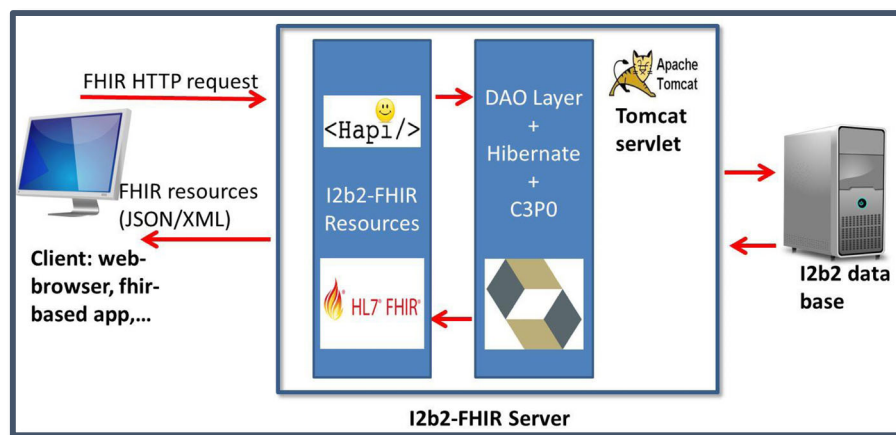 FHIR HTTP request
FHIR resources
(JSON/XML)
Client: web-
browser, fhir-
based app,...
<Hapi/>
I2b2-FHIR
Resources
HL7® FHIR®
DAO Layer
+
Hibernate
+
C3P0
Apache
Tomcat
Tomcat
servlet
I2b2 data
base
I2b2-FHIR Server